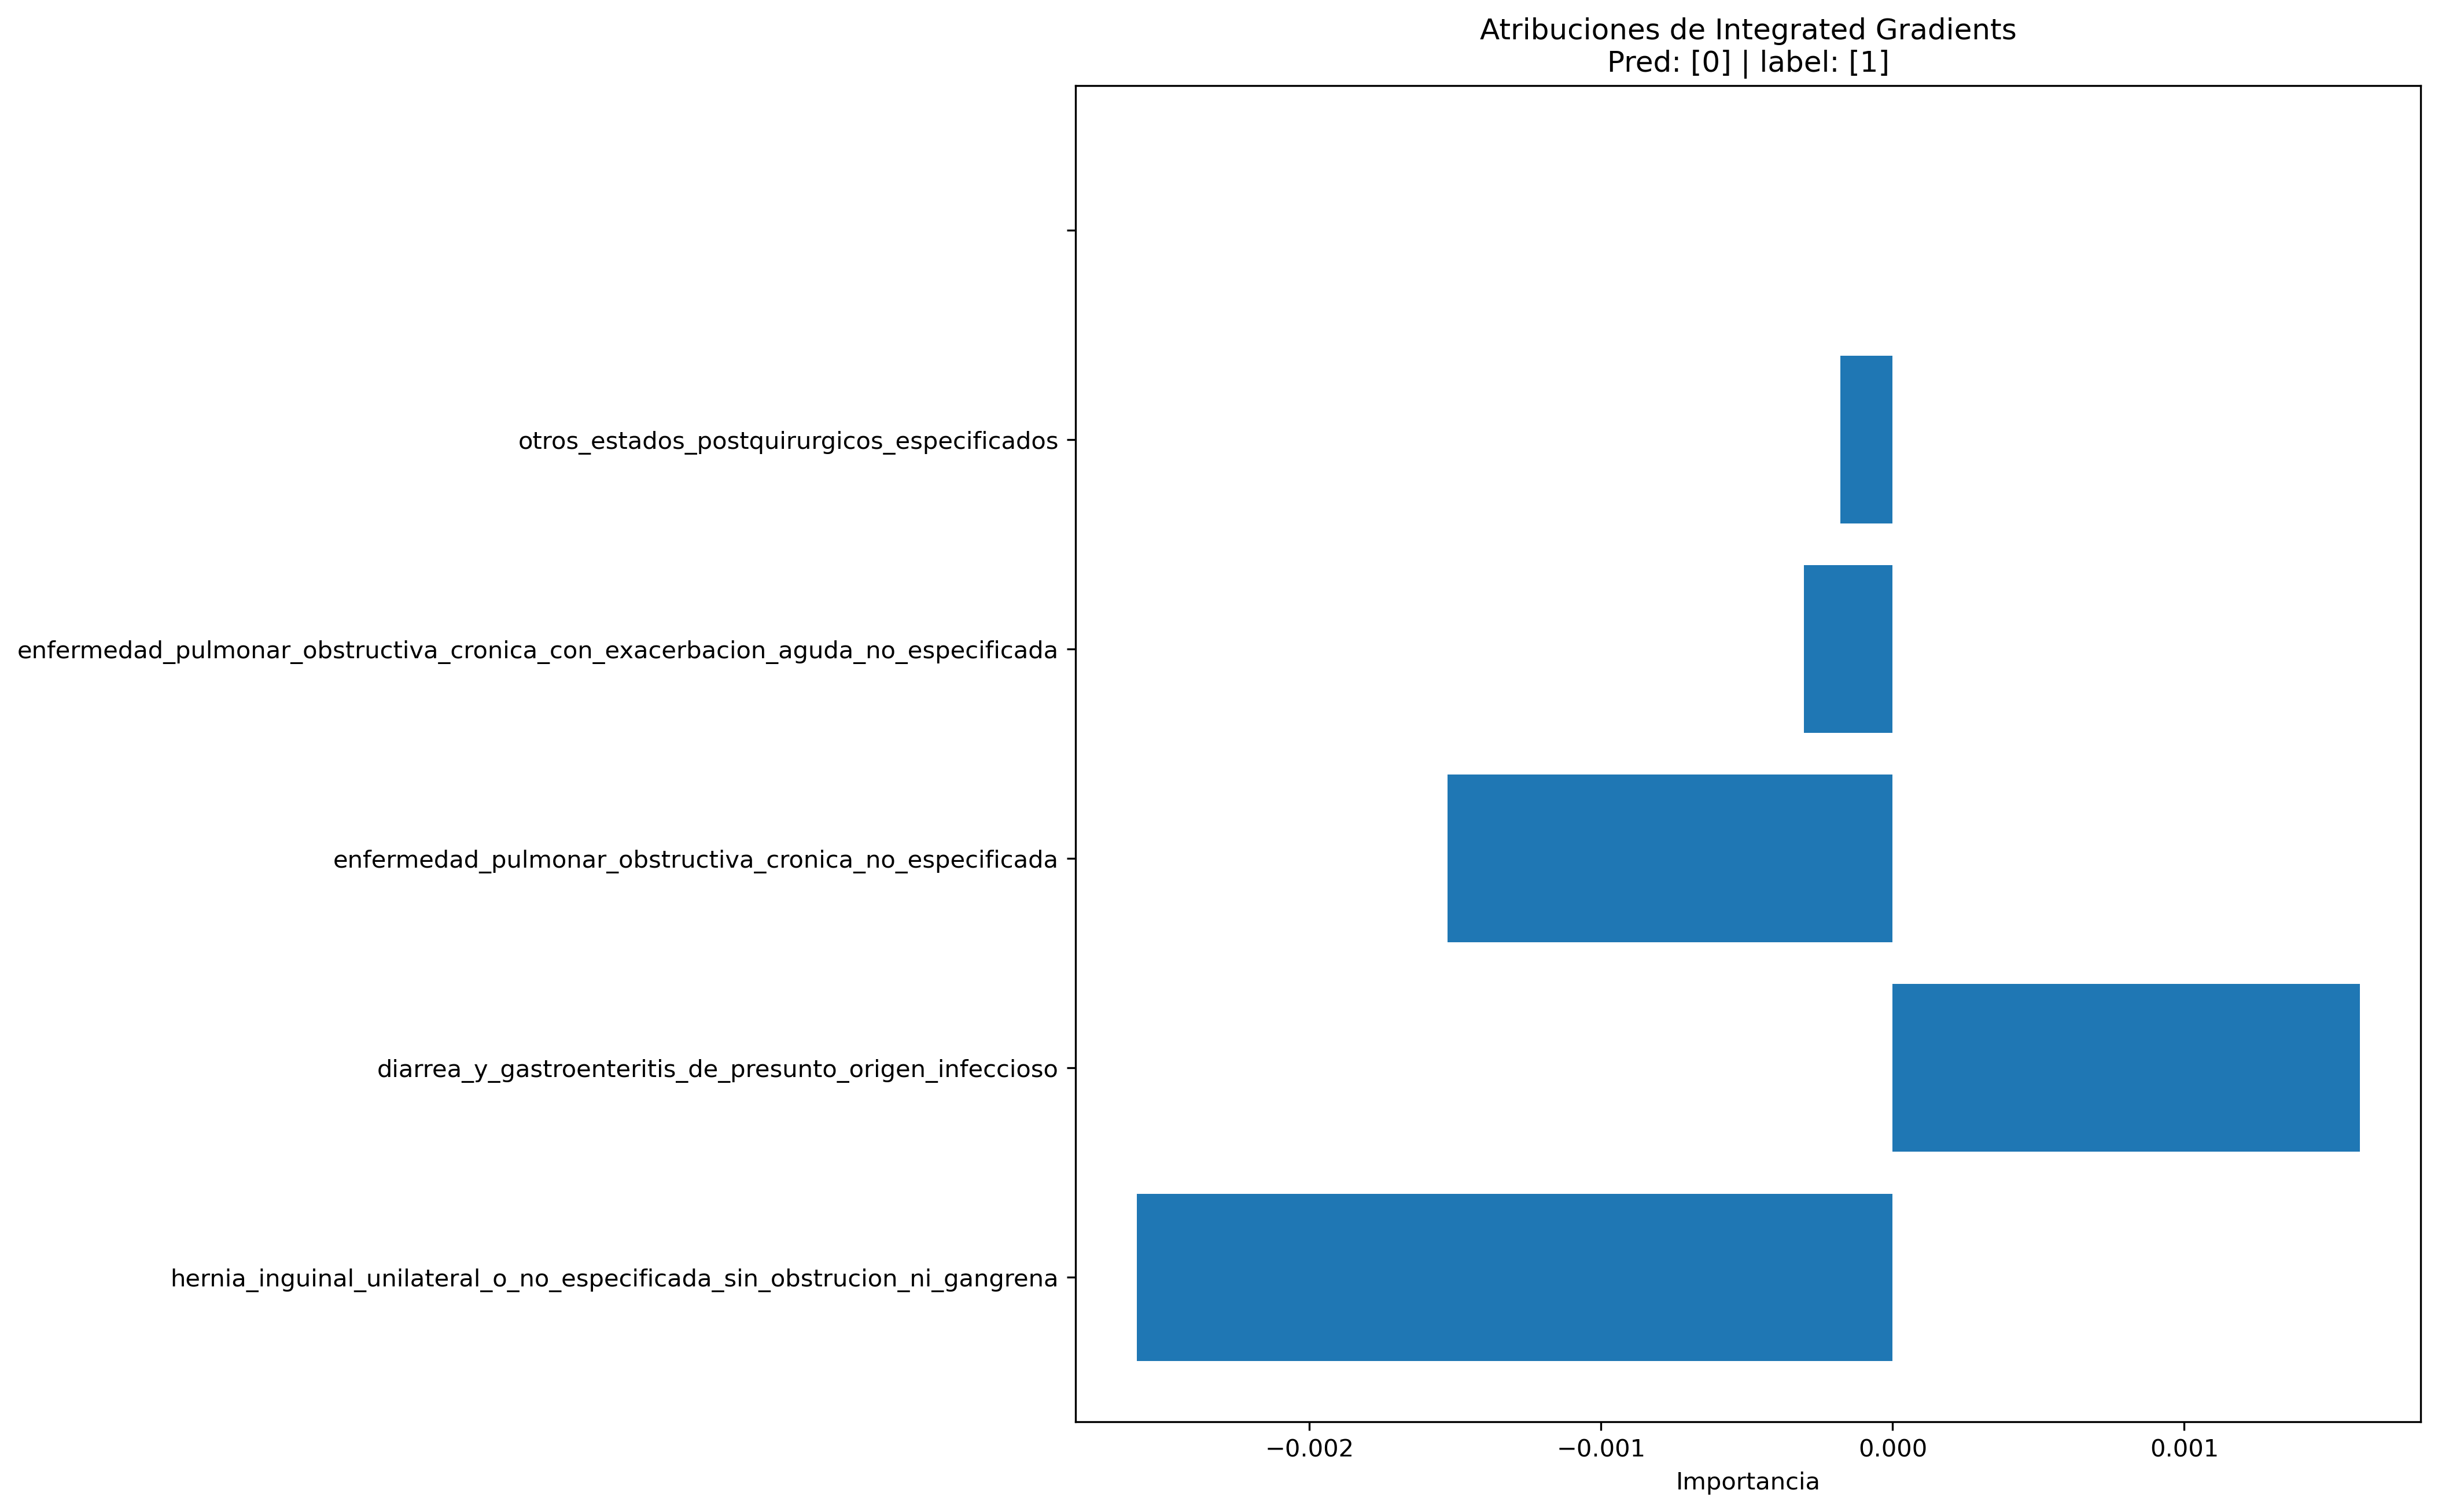 Atribuciones de Integrated Gradients
Pred: [0] | label: [1]
otros_estados_postquirurgicos_especificados
enfermedad_pulmonar_obstructiva_cronica_con_exacerbacion_aguda_no_especificada
enfermedad_pulmonar_obstructiva_cronica_no_especificada
diarrea_y_gastroenteritis_de_presunto_origen_infeccioso
hernia_inguinal_unilateral_o_no_especificada_sin_obstrucion_ni_gangrena
−0.002 −0.001 0.000 0.001
Importancia